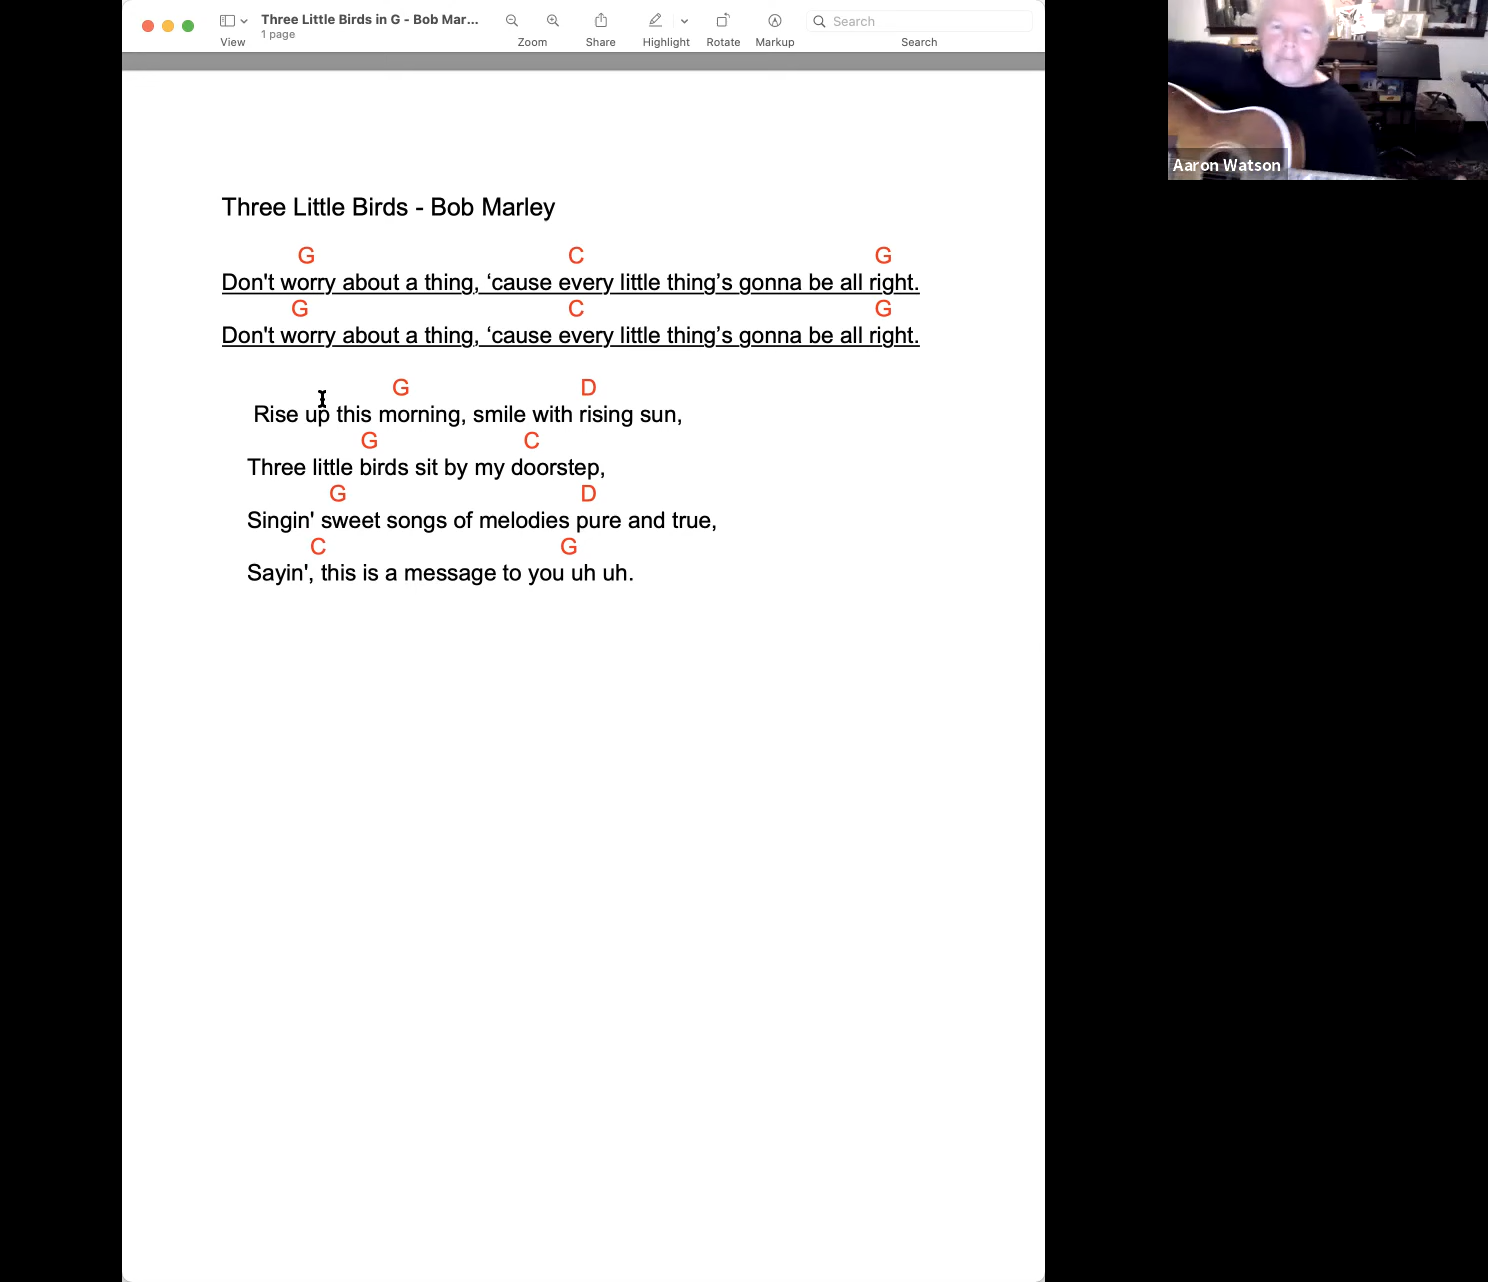 Three Little Birds in G - Bob Mar...
1 page
View
Zoom
Share
Highlight
Rotate
Markup
Search
Search
Aaron Watson
Three Little Birds - Bob Marley
G C G
Don't worry about a thing, ‘cause every little thing’s gonna be all right.
G C G
Don't worry about a thing, ‘cause every little thing’s gonna be all right.
G D
Rise up this morning, smile with rising sun,
G C
Three little birds sit by my doorstep,
G D
Singin' sweet songs of melodies pure and true,
C G
Sayin', this is a message to you uh uh.